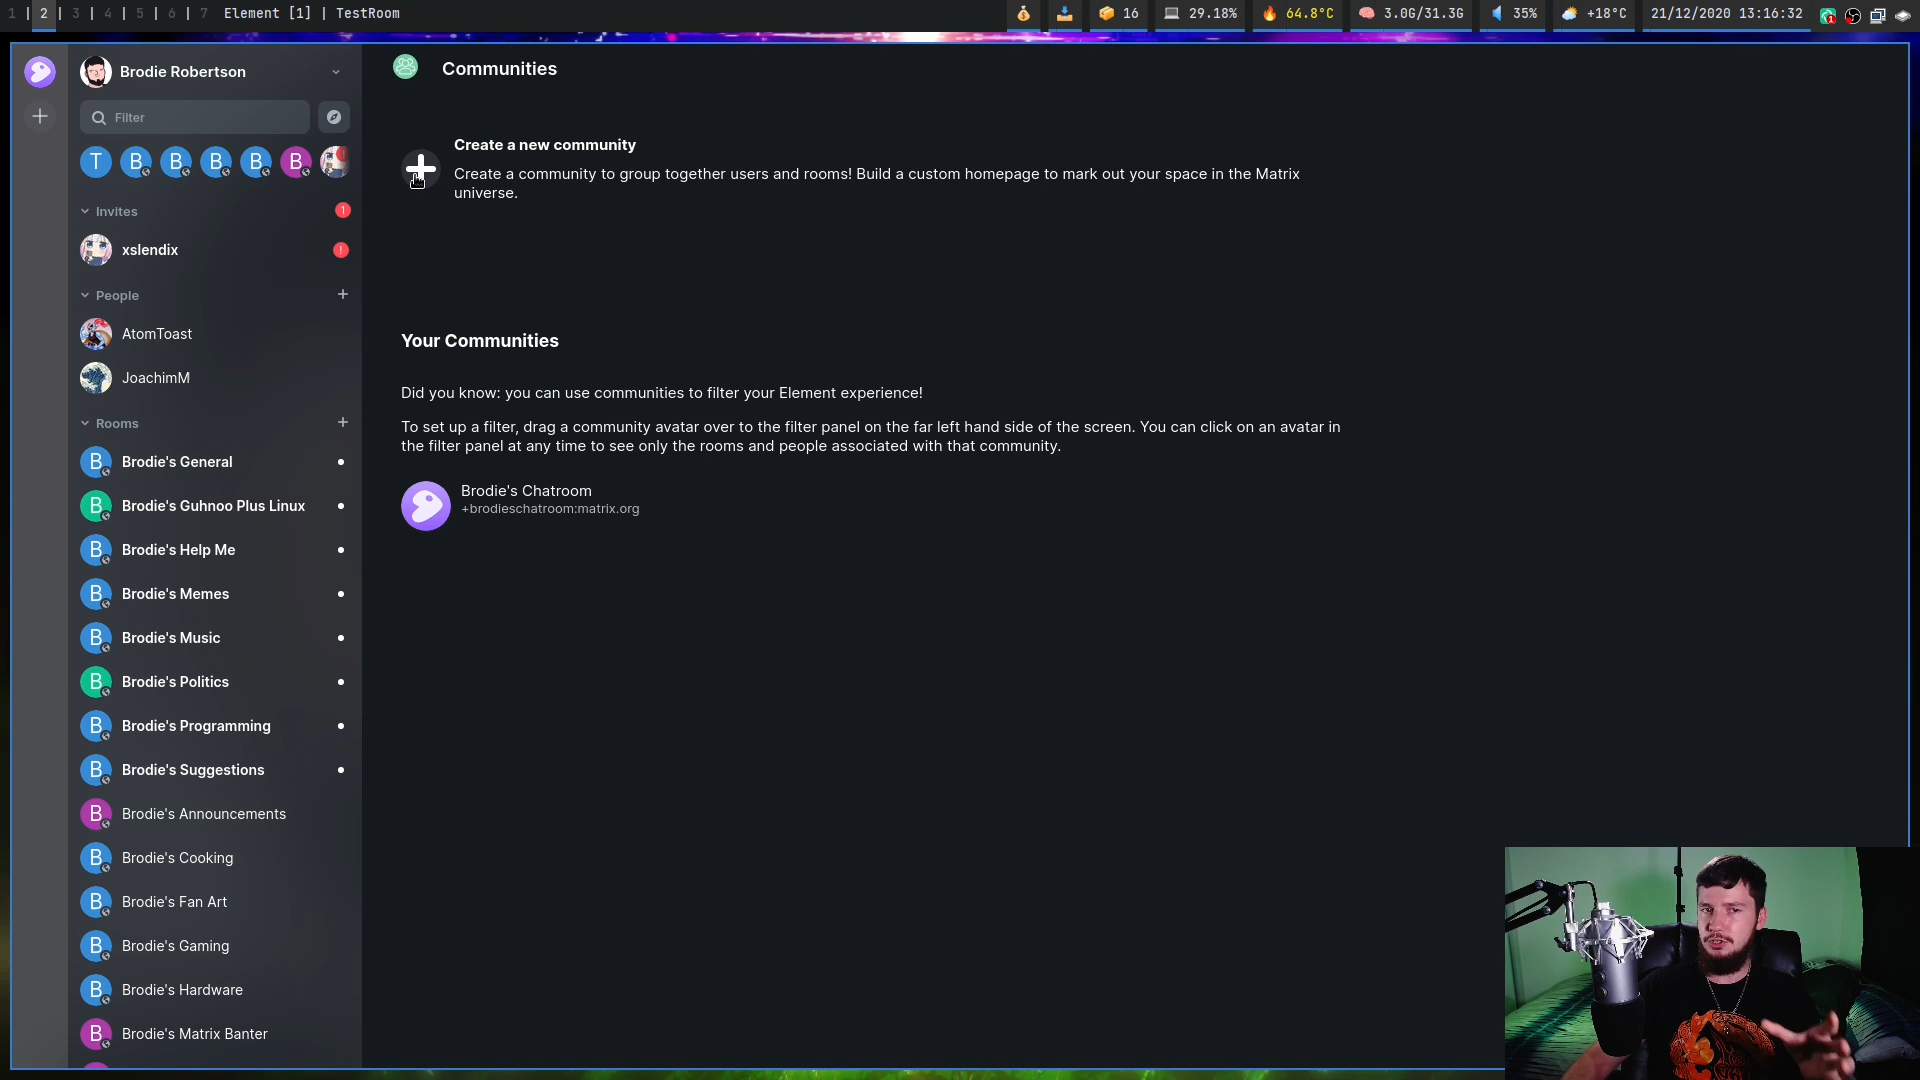 1 | 2 | 3 | 4 | 5 | 6 | 7 Element [1] | TestRoom
16 29.18% 64.8°C 3.0G/31.3G 35% +18°C 21/12/2020 13:16:32
Brodie Robertson
Filter
T B B B B B
Invites 1
xslendix !
People +
AtomToast
JoachimM
Rooms +
B Brodie's General
B Brodie's Guhnoo Plus Linux
B Brodie's Help Me
B Brodie's Memes
B Brodie's Music
B Brodie's Politics
B Brodie's Programming
B Brodie's Suggestions
B Brodie's Announcements
B Brodie's Cooking
B Brodie's Fan Art
B Brodie's Gaming
B Brodie's Hardware
B Brodie's Matrix Banter
Communities
Create a new community
Create a community to group together users and rooms! Build a custom homepage to mark out your space in the Matrix
universe.
Your Communities
Did you know: you can use communities to filter your Element experience!
To set up a filter, drag a community avatar over to the filter panel on the far left hand side of the screen. You can click on an avatar in
the filter panel at any time to see only the rooms and people associated with that community.
Brodie's Chatroom
+brodieschatroom:matrix.org